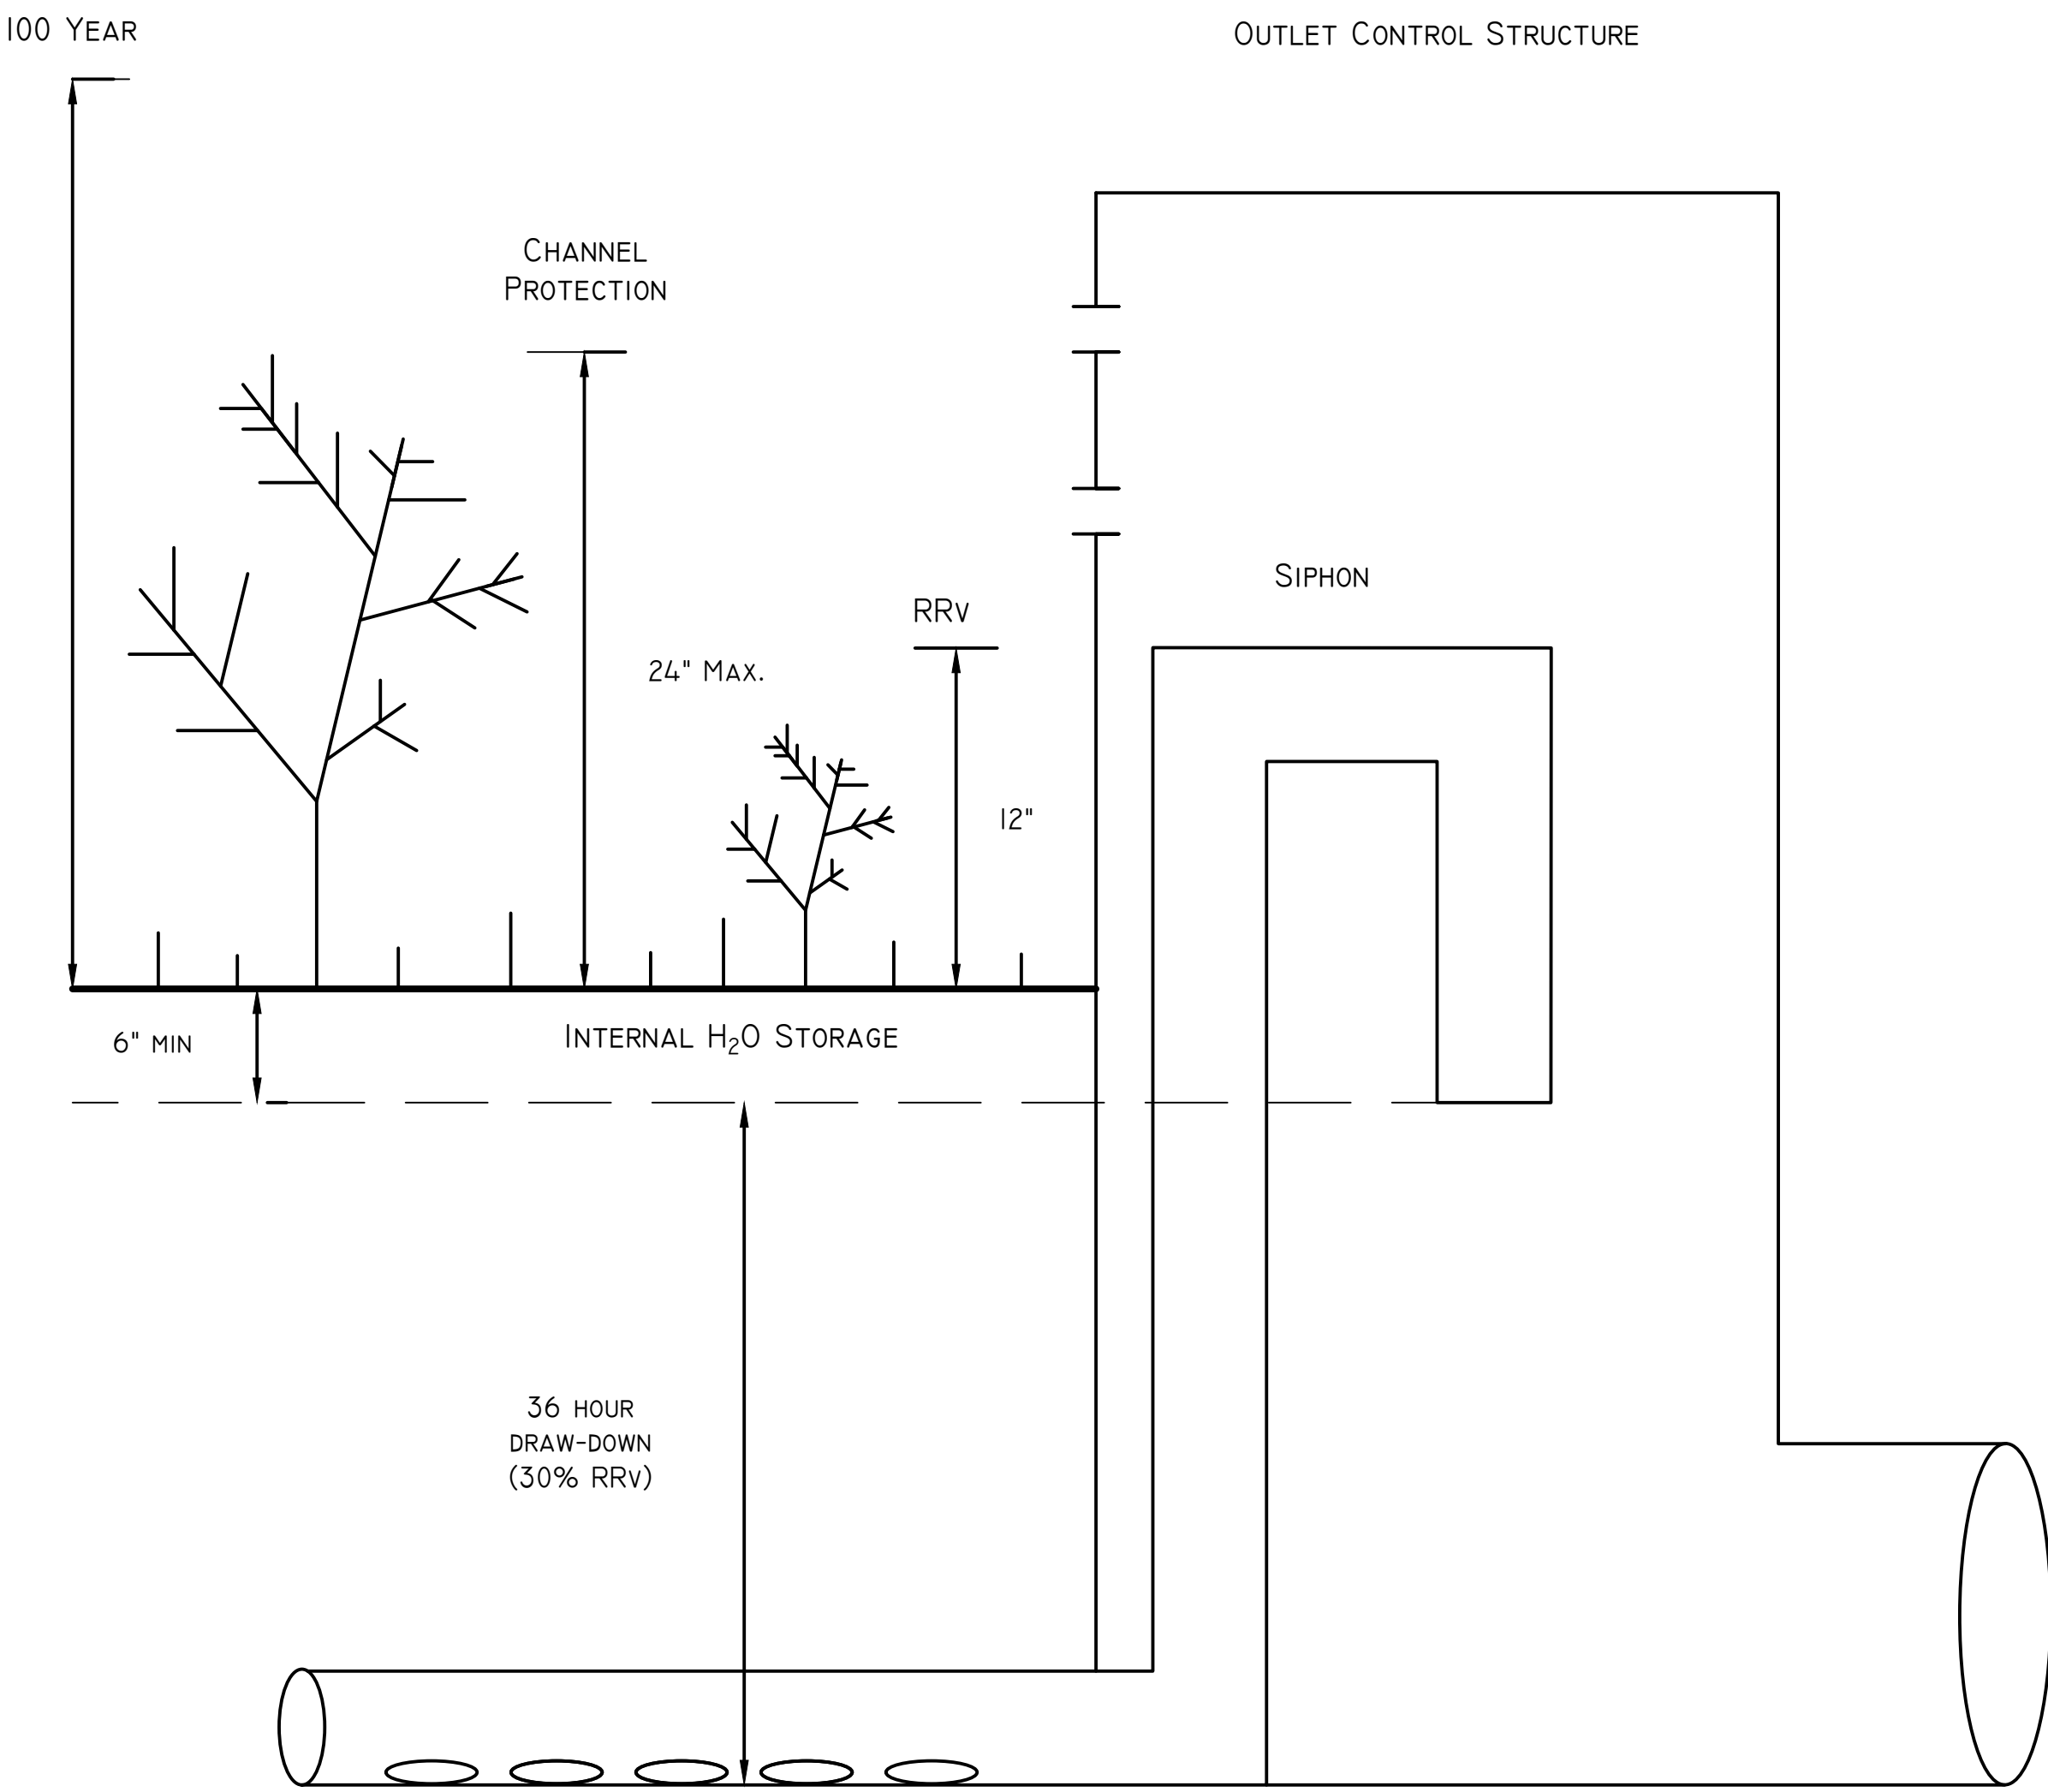 100 Year
Outlet Control Structure
Channel
Protection
Siphon
RRv
24" Max.
12"
6" min
Internal H₂O Storage
36 hour
draw-down
(30% RRv)